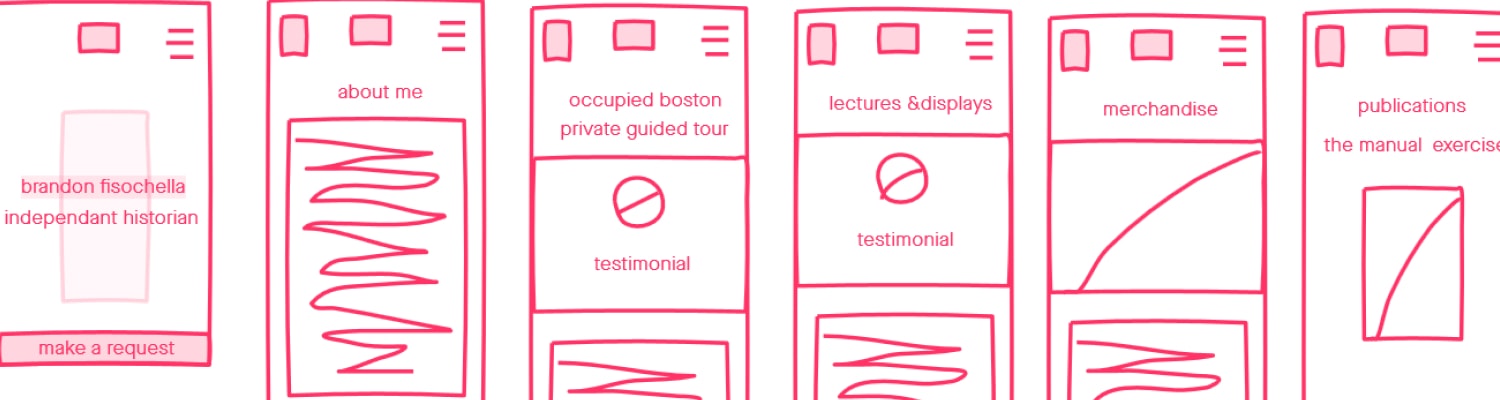 brandon fisochella
independant historian
make a request
about me
occupied boston
private guided tour
testimonial
lectures &displays
testimonial
merchandise
publications
the manual exercise